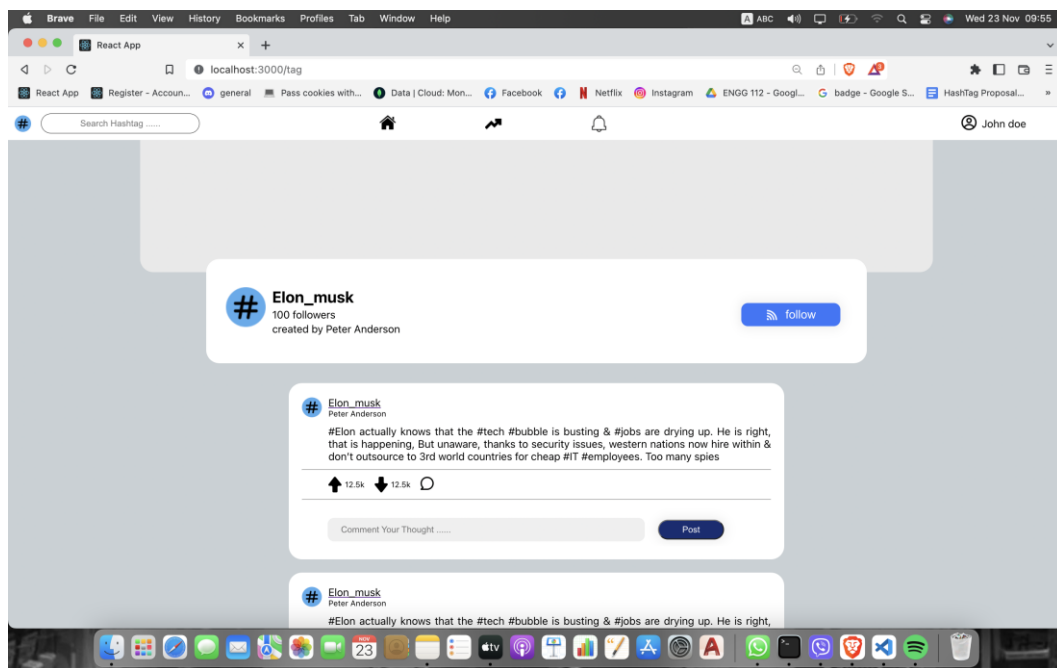 Brave File Edit View History Bookmarks Profiles Tab Window Help
A ABC Wed 23 Nov 09:55
React App
localhost:3000/tag
React App Register - Accoun... general Pass cookies with... Data | Cloud: Mon... Facebook Netflix Instagram ENGG 112 - Googl... badge - Google S... HashTag Proposal... »
# Search Hashtag ...... John doe
# Elon_musk
100 followers
created by Peter Anderson
follow
# Elon_musk
Peter Anderson
#Elon actually knows that the #tech #bubble is busting & #jobs are drying up. He is right,
that is happening, But unaware, thanks to security issues, western nations now hire within &
don't outsource to 3rd world countries for cheap #IT #employees. Too many spies
12.5k 12.5k
Comment Your Thought ...... Post
# Elon_musk
Peter Anderson
#Elon actually knows that the #tech #bubble is busting & #jobs are drying up. He is right,
NOV
23
tv